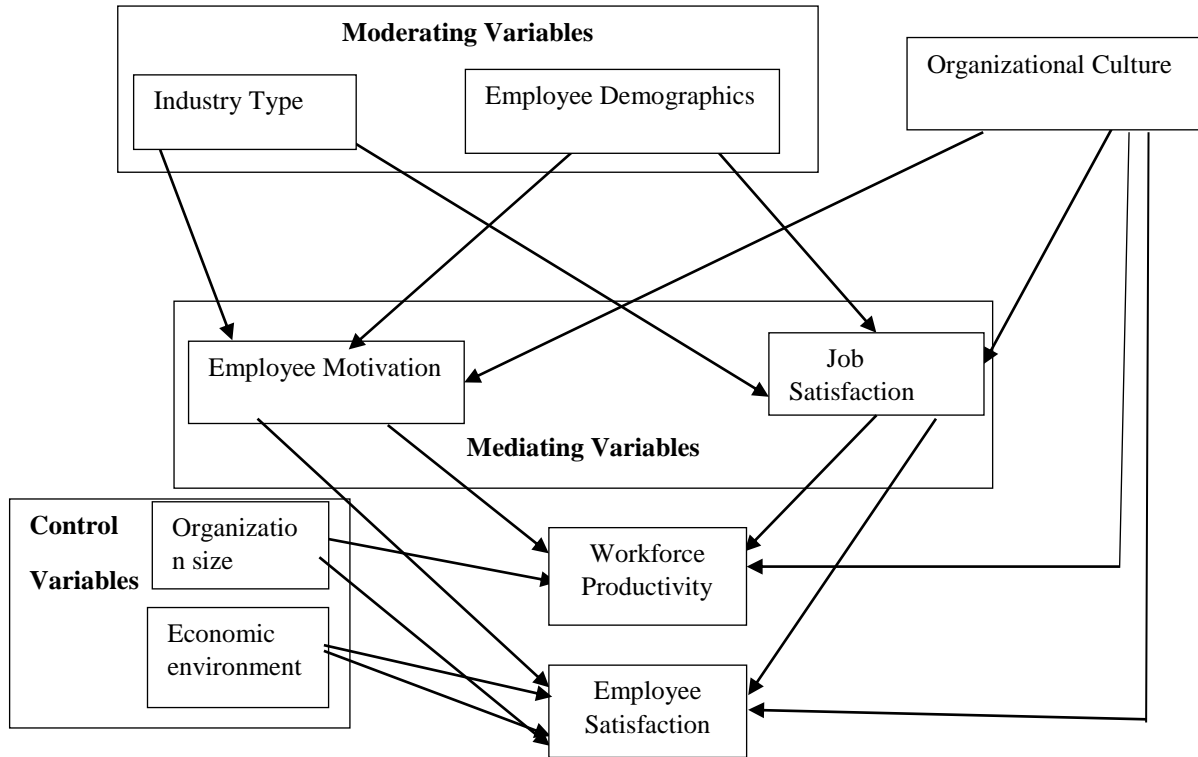 Moderating Variables
Industry Type
Employee Demographics
Organizational Culture
Employee Motivation
Job
Satisfaction
Mediating Variables
Control
Variables
Organizatio
n size
Economic
environment
Workforce
Productivity
Employee
Satisfaction